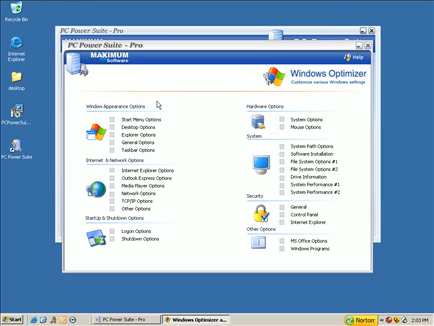 Recycle Bin
Internet
Explorer
desktop
PCPowerSui...
PC Power Suite
PC Power Suite - Pro
PC Power Suite - Pro
MAXIMUM
Software
Help
Windows Optimizer
Customize various Windows settings
Window Appearance Options
Start Menu Options
Desktop Options
Explorer Options
General Options
Taskbar Options
Internet & Network Options
Internet Explorer Options
Outlook Express Options
Media Player Options
Network Options
TCP/IP Options
Other Options
StartUp & Shutdown Options
Logon Options
Shutdown Options
Hardware Options
System Options
Mouse Options
System
System Path Options
Software Installation
File System Options #1
File System Options #2
Drive Information
System Performance #1
System Performance #2
Security
General
Control Panel
Internet Explorer
Other Options
MS Office Options
Windows Programs
Start
PC Power Suite - Pro
Windows Optimizer a...
Norton
2:03 PM